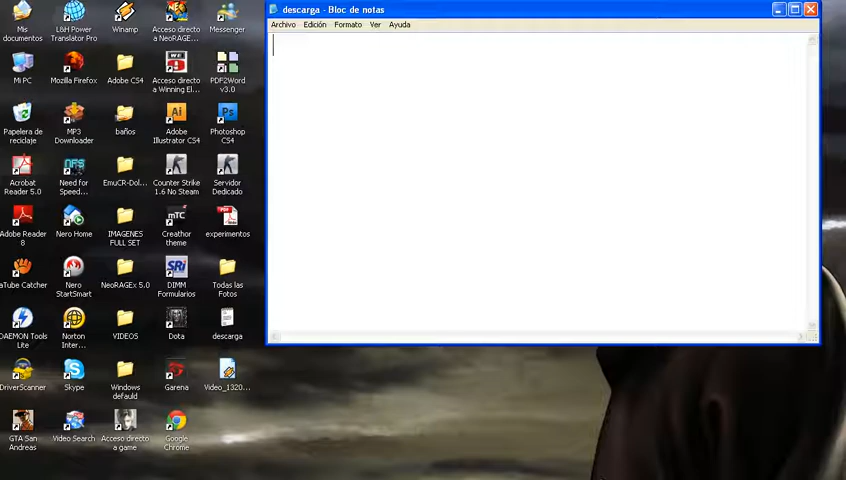 descarga - Bloc de notas
Archivo Edición Formato Ver Ayuda
Mis
documentos
L&H Power
Translator Pro
Winamp
Acceso directo
a NeoRAGE...
Messenger
Mi PC
Mozilla Firefox
Adobe CS4
Acceso directo
a Winning El...
PDF2Word
v3.0
Papelera de
reciclaje
MP3
Downloader
baños
Adobe
Illustrator CS4
Photoshop
CS4
Acrobat
Reader 5.0
Need for
Speed...
EmuCR-Dol...
Counter Strike
1.6 No Steam
Servidor
Dedicado
Adobe Reader
8
Nero Home
IMAGENES
FULL SET
Creathor
theme
experimentos
aTube Catcher
Nero
StartSmart
NeoRAGEx 5.0
DIMM
Formularios
Todas las
Fotos
DAEMON Tools
Lite
Norton
Inter...
VIDEOS
Dota
descarga
DriverScanner
Skype
Windows
defauld
Garena
Video_1320...
GTA San
Andreas
Video Search
Acceso directo
a game
Google
Chrome